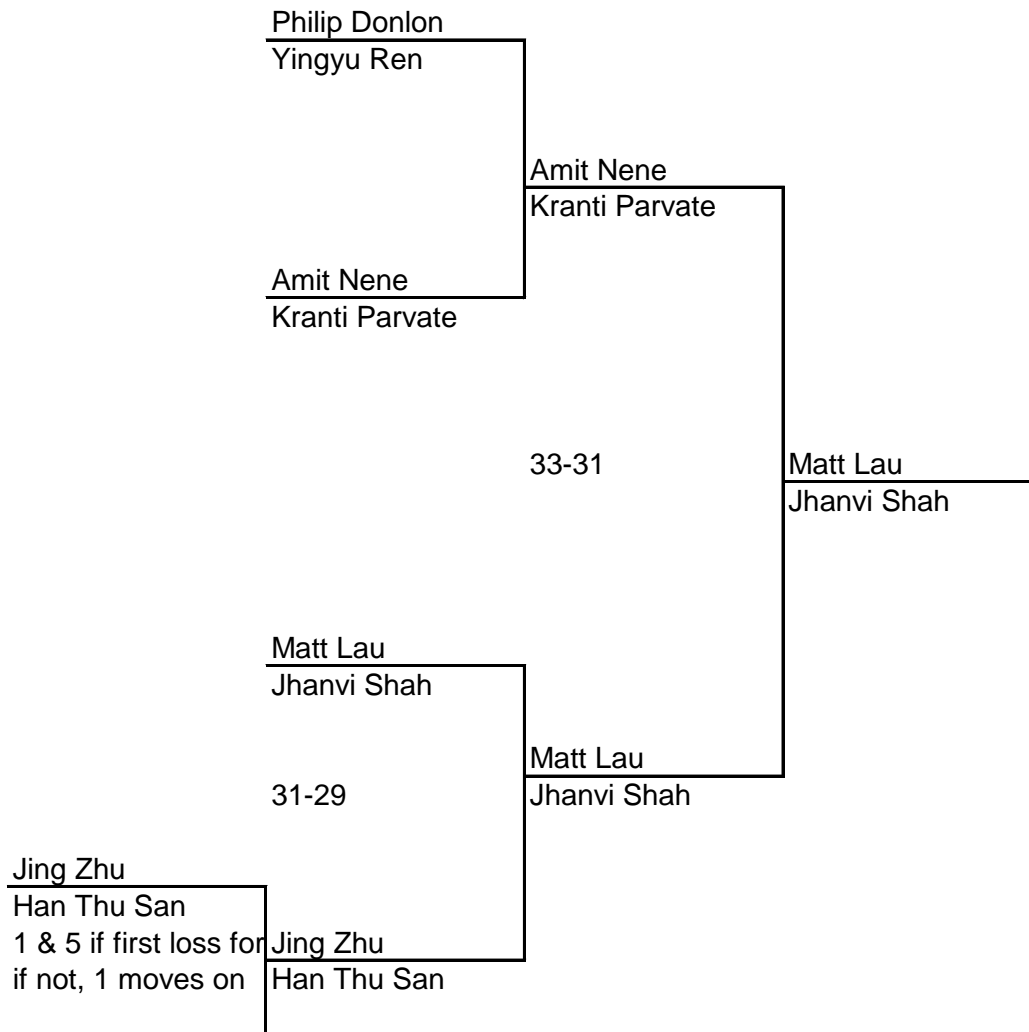 Philip Donlon
Yingyu Ren
Amit Nene
Kranti Parvate
Amit Nene
Kranti Parvate
33-31
Matt Lau
Jhanvi Shah
Matt Lau
Jhanvi Shah
Matt Lau
31-29
Jhanvi Shah
Jing Zhu
Han Thu San
1 & 5 if first loss for
Jing Zhu
if not, 1 moves on
Han Thu San